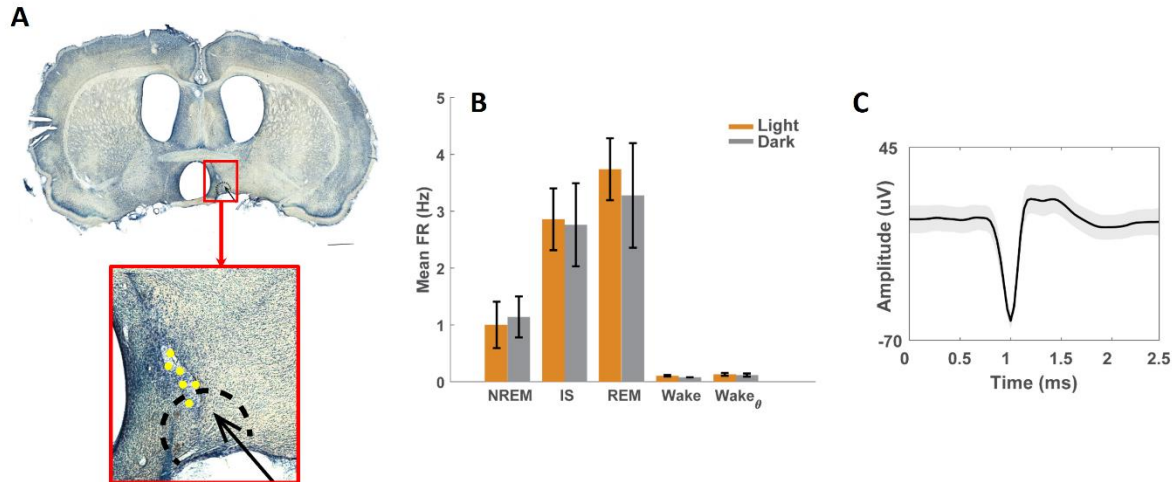 A
B
5
4
3
2
1
0
Mean FR (Hz)
Light
Dark
NREM
IS
REM
Wake
Wakeθ
C
45
-70
Amplitude (uV)
0
0.5
1
1.5
2
2.5
Time (ms)